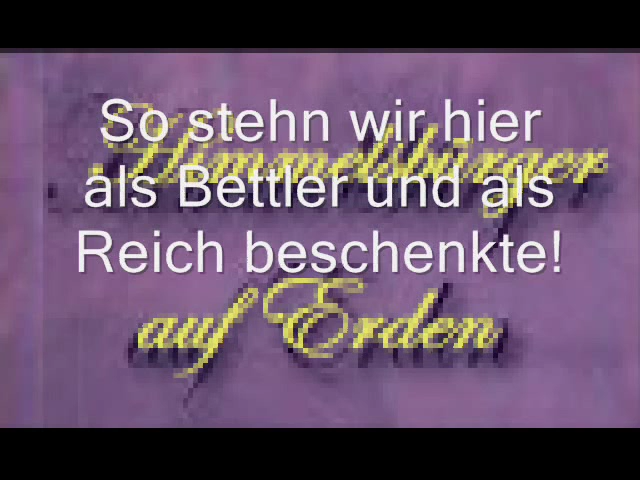 So stehn wir hier
Himmelsbürger
als Bettler und als
Reich beschenkte!
auf Erden